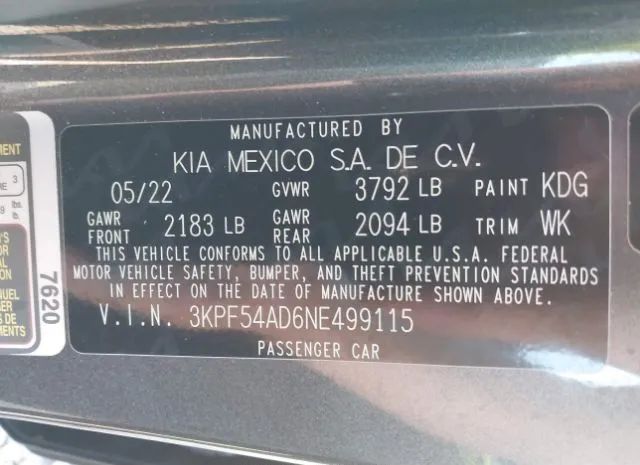 MANUFACTURED BY
KIA MEXICO S.A. DE C.V.
05/22 GVWR 3792 LB PAINT KDG
GAWR FRONT 2183 LB GAWR REAR 2094 LB TRIM WK
THIS VEHICLE CONFORMS TO ALL APPLICABLE U.S.A. FEDERAL
MOTOR VEHICLE SAFETY, BUMPER, AND THEFT PREVENTION STANDARDS
IN EFFECT ON THE DATE OF MANUFACTURE SHOWN ABOVE.
V.I.N. 3KPF54AD6NE499115
PASSENGER CAR
7620
3
lbs.